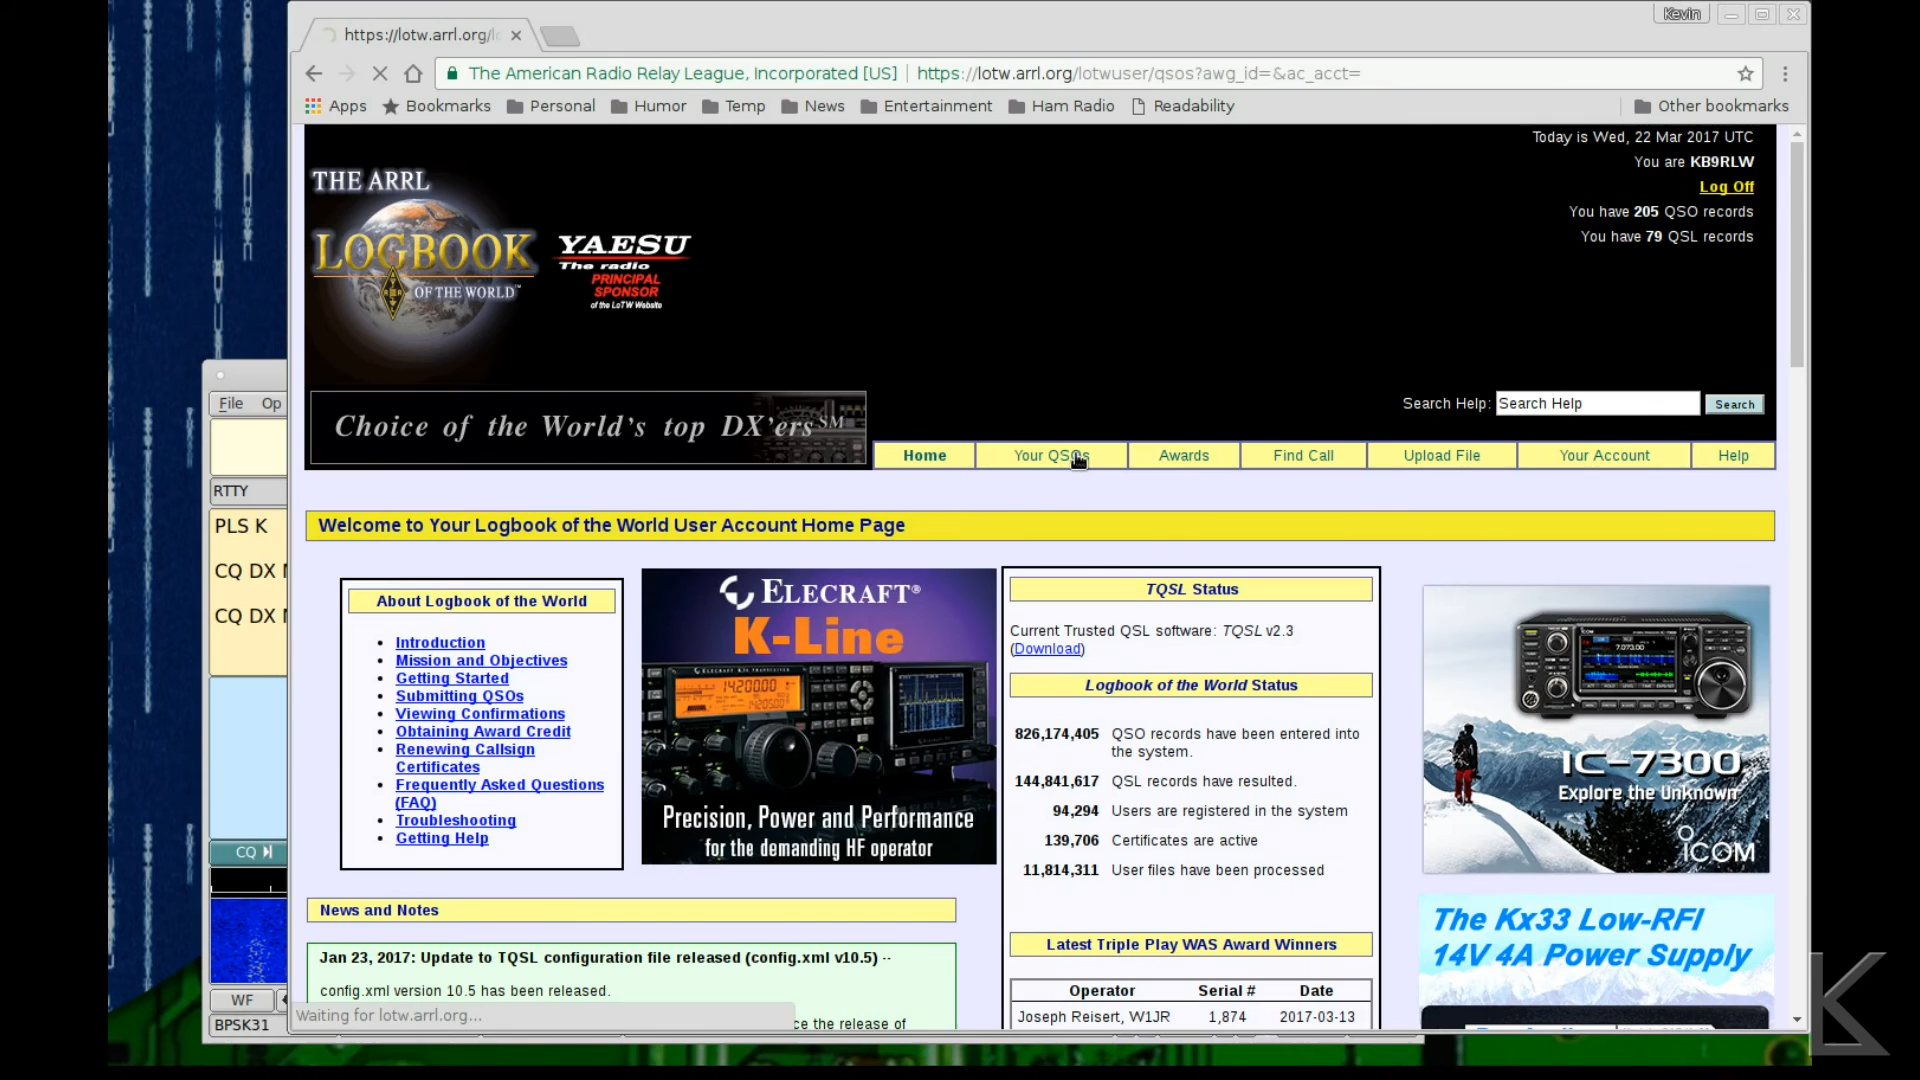 Kevin
https://lotw.arrl.org/l
The American Radio Relay League, Incorporated [US] https://lotw.arrl.org/lotwuser/qsos?awg_id=&ac_acct=
Apps Bookmarks Personal Humor Temp News Entertainment Ham Radio Readability Other bookmarks
Today is Wed, 22 Mar 2017 UTC
You are KB9RLW
Log Off
You have 205 QSO records
You have 79 QSL records
THE ARRL
LOGBOOK
OF THE WORLD
YAESU
The radio
PRINCIPAL
SPONSOR
of the LoTW Website
Choice of the World's top DX'ers SM
Search Help: Search Help Search
Home Your QSOs Awards Find Call Upload File Your Account Help
File Op
RTTY
PLS K
CQ DX
CQ DX
CQ
WF
BPSK31
Welcome to Your Logbook of the World User Account Home Page
About Logbook of the World
• Introduction
• Mission and Objectives
• Getting Started
• Submitting QSOs
• Viewing Confirmations
• Obtaining Award Credit
• Renewing Callsign
Certificates
• Frequently Asked Questions
(FAQ)
• Troubleshooting
• Getting Help
ELECRAFT®
K-Line
14.200.00
Precision, Power and Performance
for the demanding HF operator
TQSL Status
Current Trusted QSL software: TQSL v2.3
(Download)
Logbook of the World Status
826,174,405 QSO records have been entered into
the system.
144,841,617 QSL records have resulted.
94,294 Users are registered in the system
139,706 Certificates are active
11,814,311 User files have been processed
Latest Triple Play WAS Award Winners
Operator Serial # Date
Joseph Reisert, W1JR 1,874 2017-03-13
7.073.00
IC-7300
Explore the Unknown
ICOM
The Kx33 Low-RFI
14V 4A Power Supply
News and Notes
Jan 23, 2017: Update to TQSL configuration file released (config.xml v10.5) --
config.xml version 10.5 has been released.
ce the release of
Waiting for lotw.arrl.org...
K